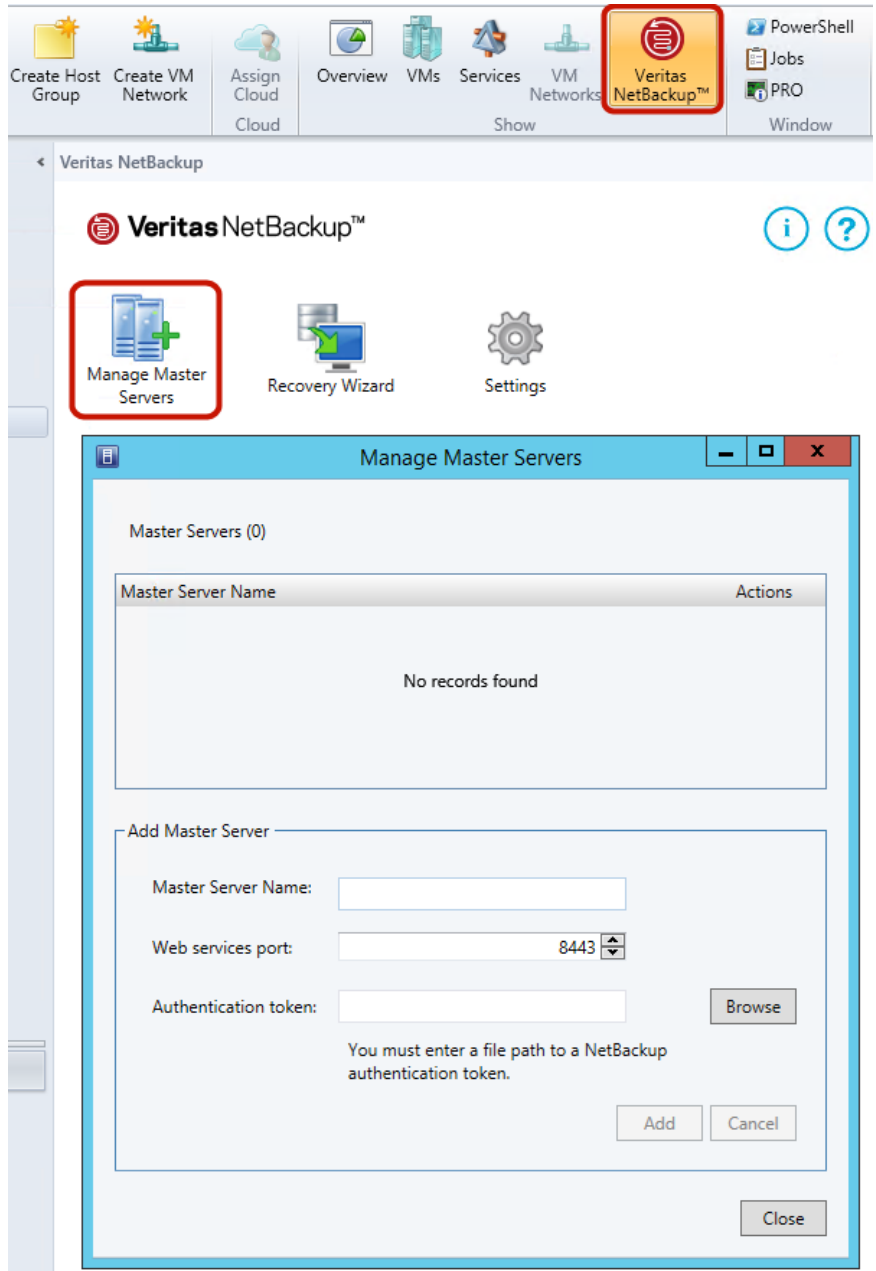 Create Host Group
Create VM Network
Assign Cloud
Overview
VMs
Services
VM Networks
Veritas NetBackup™
PowerShell
Jobs
PRO
Cloud
Show
Window
Veritas NetBackup
Veritas NetBackup™
Manage Master Servers
Recovery Wizard
Settings
Manage Master Servers
Master Servers (0)
Master Server Name
Actions
No records found
Add Master Server
Master Server Name:
Web services port:
8443
Authentication token:
Browse
You must enter a file path to a NetBackup
authentication token.
Add
Cancel
Close